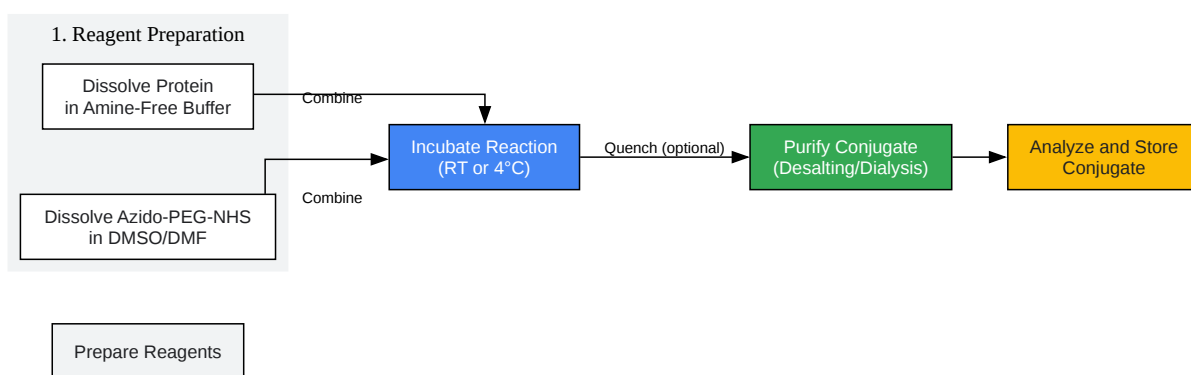 1. Reagent Preparation
Dissolve Protein
in Amine-Free Buffer
Combine
Incubate Reaction
(RT or 4°C)
Quench (optional)
Purify Conjugate
(Desalting/Dialysis)
Analyze and Store
Conjugate
Combine
Dissolve Azido-PEG-NHS
in DMSO/DMF
Prepare Reagents